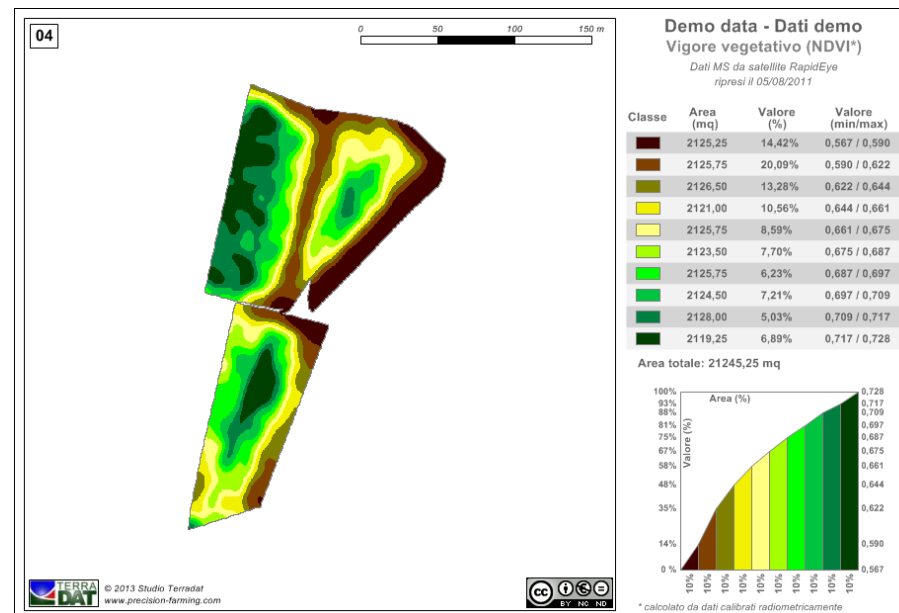 04
0 50 100 150 m
Demo data - Dati demo
Vigore vegetativo (NDVI*)
Dati MS da satellite RapidEye
ripresi il 05/08/2011
Classe Area (mq) Valore (%) Valore (min/max)
2125,25 14,42% 0,567 / 0,590
2125,75 20,09% 0,590 / 0,622
2126,50 13,28% 0,622 / 0,644
2121,00 10,56% 0,644 / 0,661
2125,75 8,59% 0,661 / 0,675
2123,50 7,70% 0,675 / 0,687
2125,75 6,23% 0,687 / 0,697
2124,50 7,21% 0,697 / 0,709
2128,00 5,03% 0,709 / 0,717
2119,25 6,89% 0,717 / 0,728
Area totale: 21245,25 mq
Area (%)
Valore (%)
100% 0,728
93% 0,717
88% 0,709
81% 0,697
75% 0,687
67% 0,675
58% 0,661
48% 0,644
35% 0,622
14% 0,590
0 % 0,567
10% 10% 10% 10% 10% 10% 10% 10% 10% 10%
* calcolato da dati calibrati radiometricamente
TERRA
DAT
© 2013 Studio Terradat
www.precision-farming.com
cc
BY NC ND